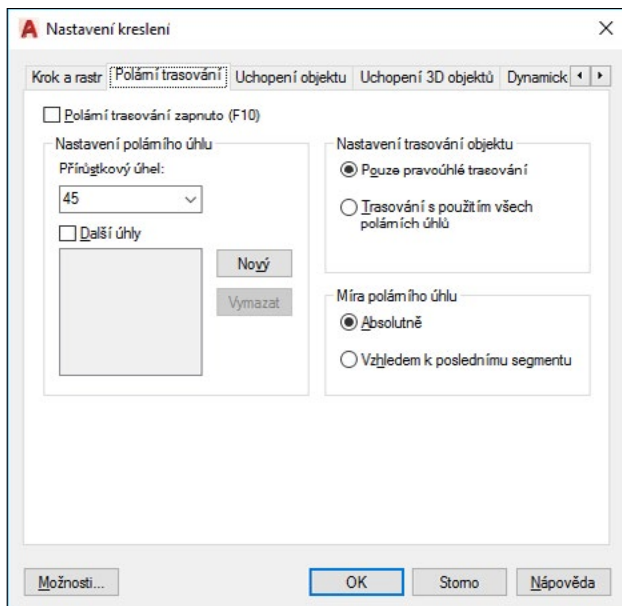 Nastavení kreslení
Krok a rastr Polární trasování Uchopení objektu Uchopení 3D objektů Dynamick
Polární trasování zapnuto (F10)
Nastavení polárního úhlu
Přírůstkový úhel:
45
Další úhly
Nový
Vymazat
Nastavení trasování objektu
Pouze pravoúhlé trasování
Trasování s použitím všech
polárních úhlů
Míra polárního úhlu
Absolutně
Vzhledem k poslednímu segmentu
Možnosti... OK Storno Nápověda